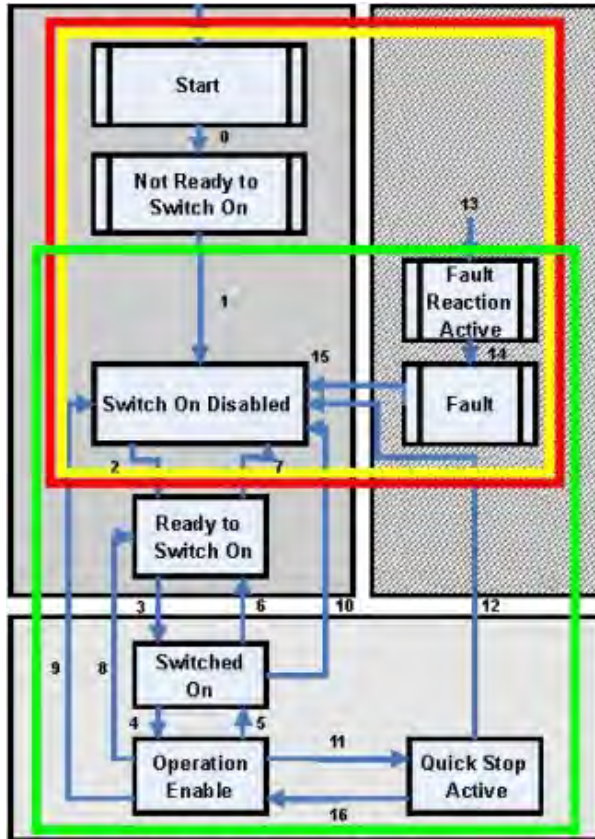 Start
0
Not Ready to
Switch On
13
Fault
Reaction
Active
1
14
15
Switch On Disabled
Fault
2
7
Ready to
Switch On
3
6
10
12
9
8
Switched
On
4
5
11
Operation
Enable
Quick Stop
Active
16